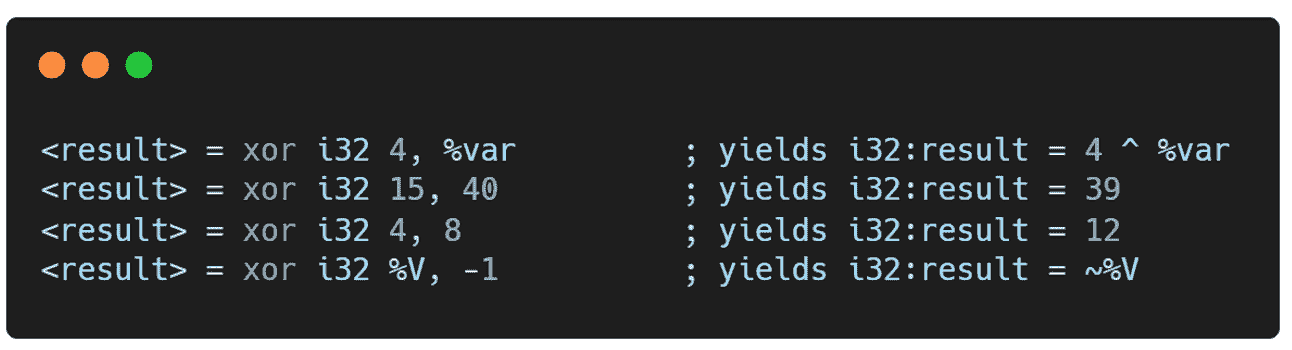 <result> = xor i32 4, %var ; yields i32:result = 4 ^ %var
<result> = xor i32 15, 40 ; yields i32:result = 39
<result> = xor i32 4, 8 ; yields i32:result = 12
<result> = xor i32 %V, -1 ; yields i32:result = ~%V